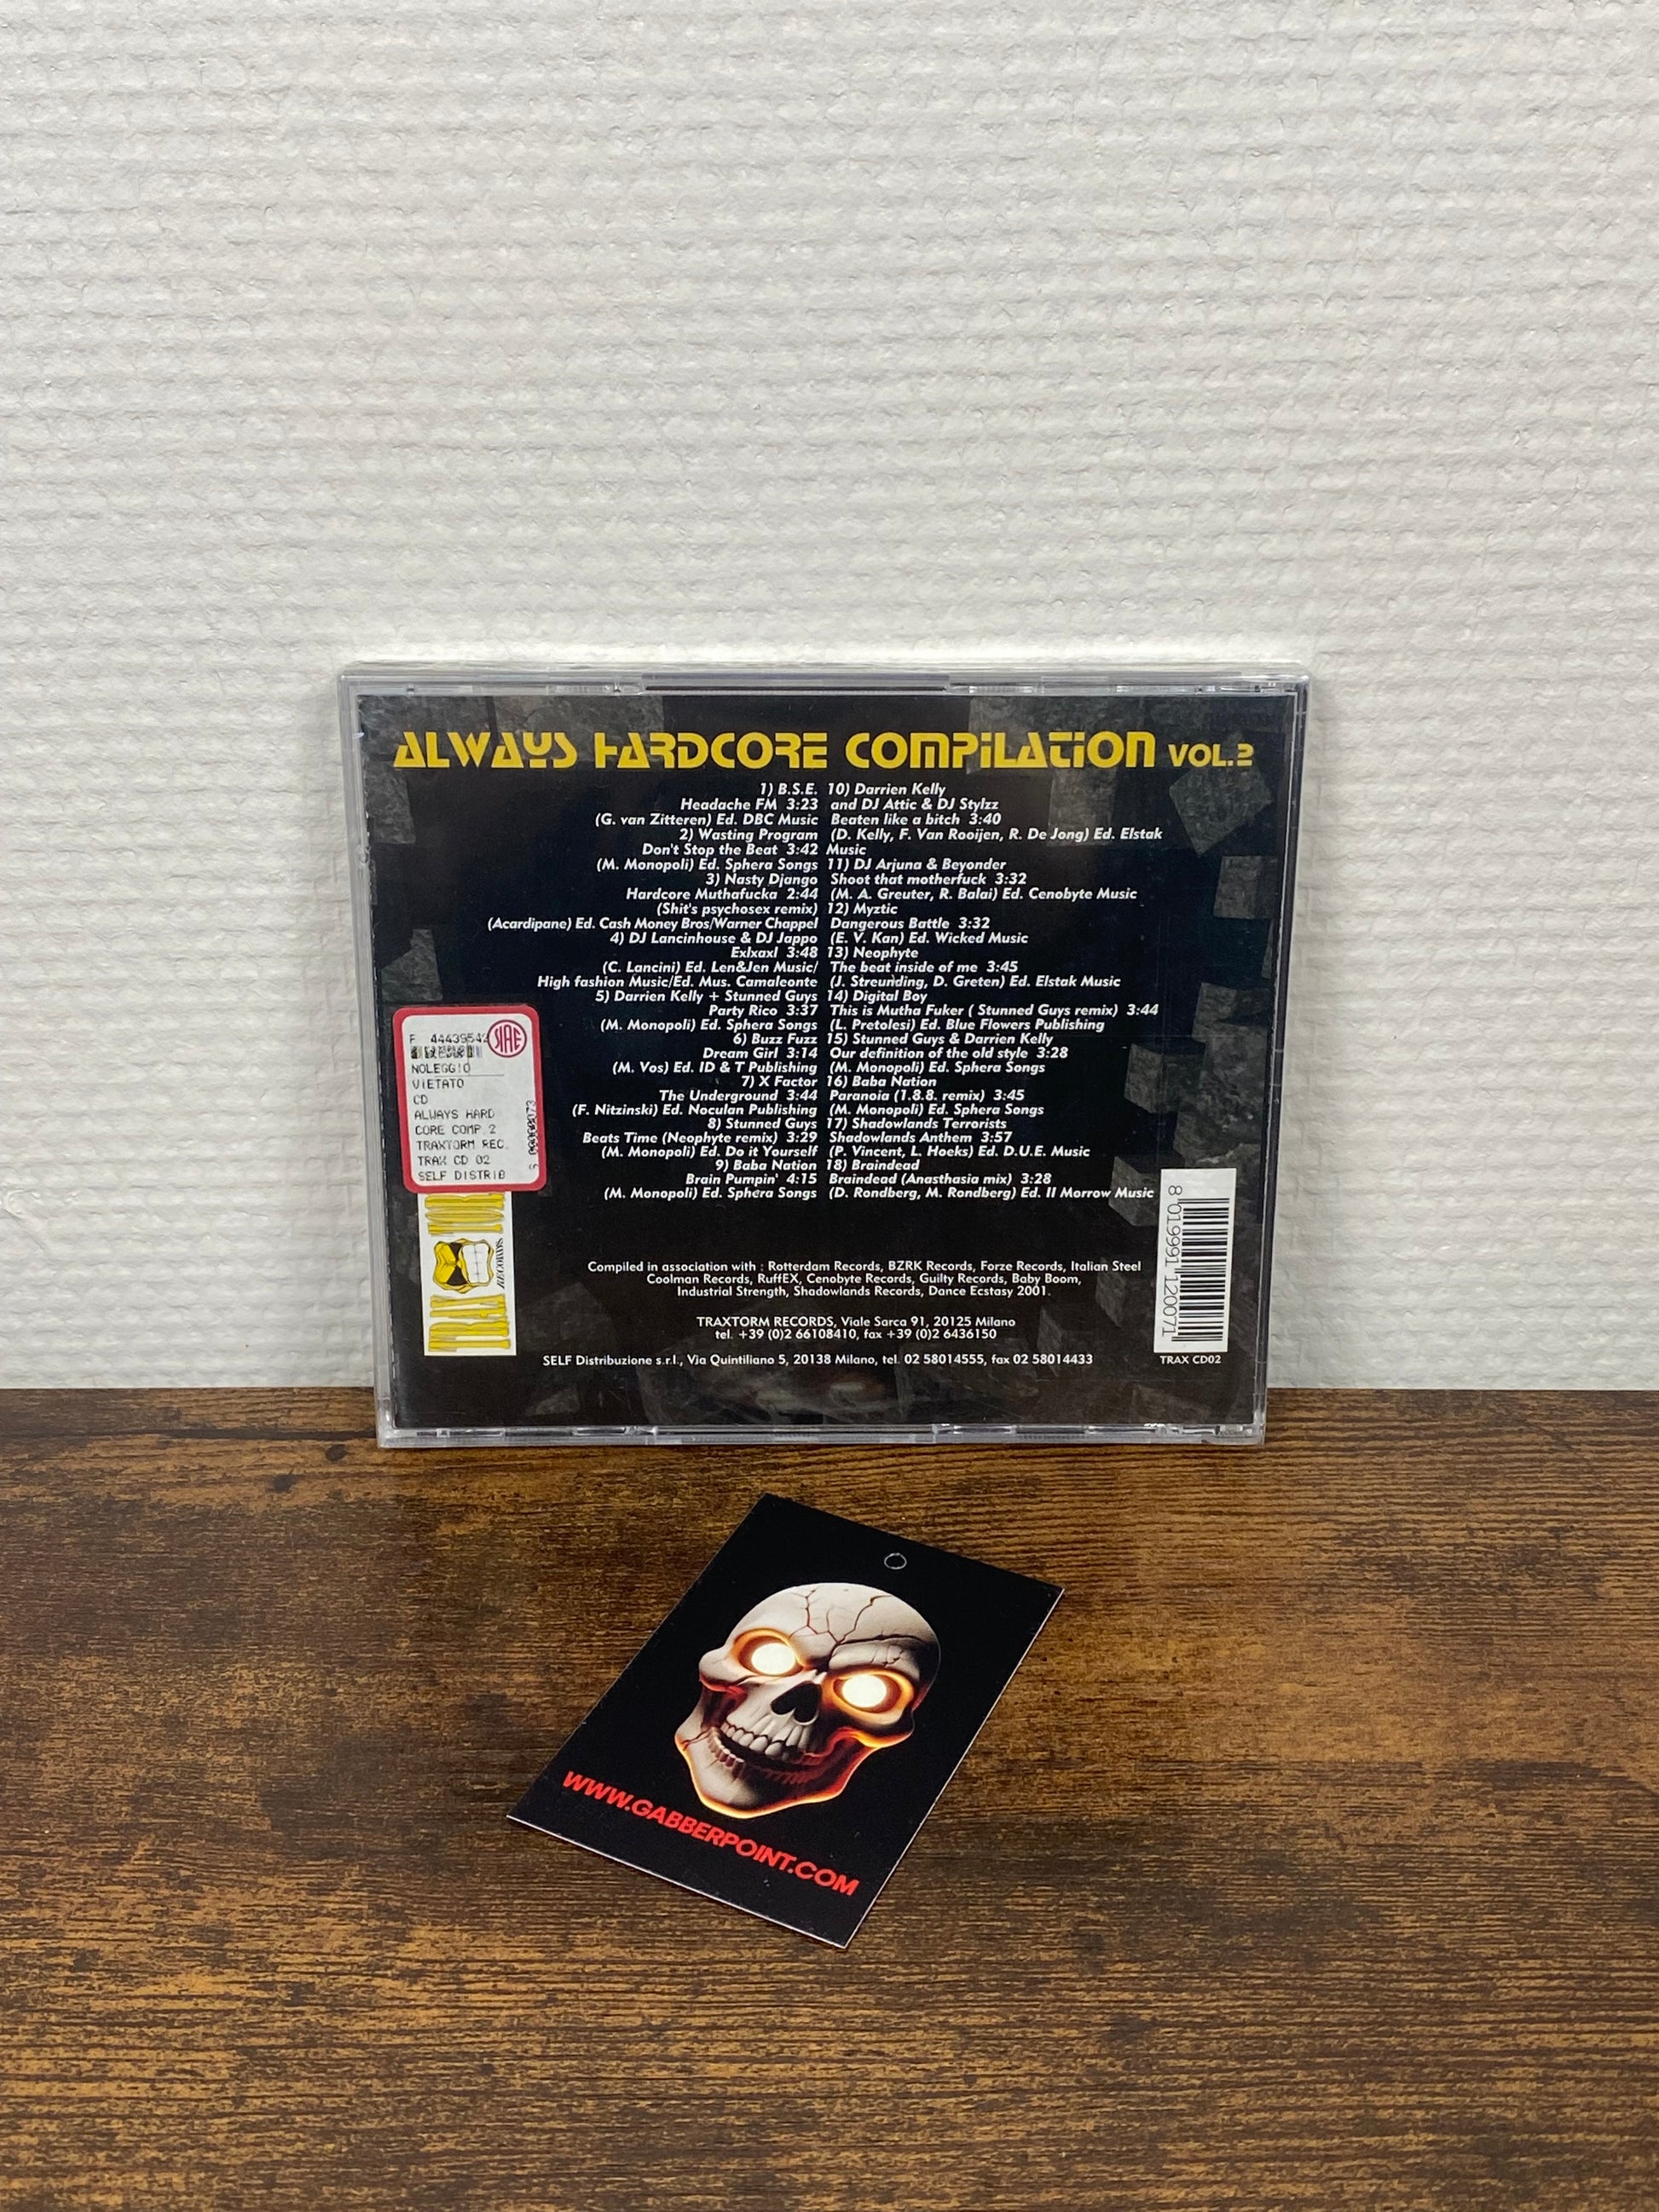 ALWAYS HARDCORE COMPILATION VOL.2
1) B.S.E.
Headache FM 3:23
(G. van Zitteren) Ed. DBC Music
2) Wasting Program
Don't Stop the Beat 3:42
(M. Monopoli) Ed. Sphera Songs
3) Nasty Django
Hardcore Muthafucka 2:44
(Shit's psychosex remix)
(Acardipane) Ed. Cash Money Bros/Warner Chappel
4) DJ Lancinhouse & DJ Jappo
Exlxaxl 3:48
(C. Lancini) Ed. Len&Jen Music/
High fashion Music/Ed. Mus. Camaleonte
5) Darrien Kelly + Stunned Guys
Party Rico 3:37
(M. Monopoli) Ed. Sphera Songs
6) Buzz Fuzz
Dream Girl 3:14
(M. Vos) Ed. ID & T Publishing
7) X Factor
The Underground 3:44
(F. Nitzinski) Ed. Noculan Publishing
8) Stunned Guys
Beats Time (Neophyte remix) 3:29
(M. Monopoli) Ed. Do it Yourself
9) Baba Nation
Brain Pumpin' 4:15
(M. Monopoli) Ed. Sphera Songs
10) Darrien Kelly
and DJ Attic & DJ Stylzz
Beaten like a bitch 3:40
(D. Kelly, F. Van Rooijen, R. De Jong) Ed. Elstak
Music
11) DJ Arjuna & Beyonder
Shoot that motherfuck 3:32
(M. A. Greuter, R. Balai) Ed. Cenobyte Music
12) Myztic
Dangerous Battle 3:32
(E. V. Kan) Ed. Wicked Music
13) Neophyte
The beat inside of me 3:45
(J. Streunding, D. Greten) Ed. Elstak Music
14) Digital Boy
This is Mutha Fuker ( Stunned Guys remix) 3:44
(L. Pretolesi) Ed. Blue Flowers Publishing
15) Stunned Guys & Darrien Kelly
Our definition of the old style 3:28
(M. Monopoli) Ed. Sphera Songs
16) Baba Nation
Paranoia (1.8.8. remix) 3:45
(M. Monopoli) Ed. Sphera Songs
17) Shadowlands Terrorists
Shadowlands Anthem 3:57
(P. Vincent, L. Hoeks) Ed. D.U.E. Music
18) Braindead
Braindead (Anasthasia mix) 3:28
(D. Rondberg, M. Rondberg) Ed. II Morrow Music
F 44439542
SIAE
NOLEGGIO
VIETATO
CD
ALWAYS HARD
CORE COMP.2
TRAXTORM REC.
TRAX CD 02
SELF DISTRIB
TRAX
RECORDS
Compiled in association with : Rotterdam Records, BZRK Records, Forze Records, Italian Steel
Coolman Records, RuffEX, Cenobyte Records, Guilty Records, Baby Boom,
Industrial Strength, Shadowlands Records, Dance Ecstasy 2001.
TRAXTORM RECORDS, Viale Sarca 91, 20125 Milano
tel. +39 (0)2 66108410, fax +39 (0)2 6436150
SELF Distribuzione s.r.l., Via Quintiliano 5, 20138 Milano, tel. 02 58014555, fax 02 58014433
8 019991 120071
TRAX CD02
WWW.GABBERPOINT.COM